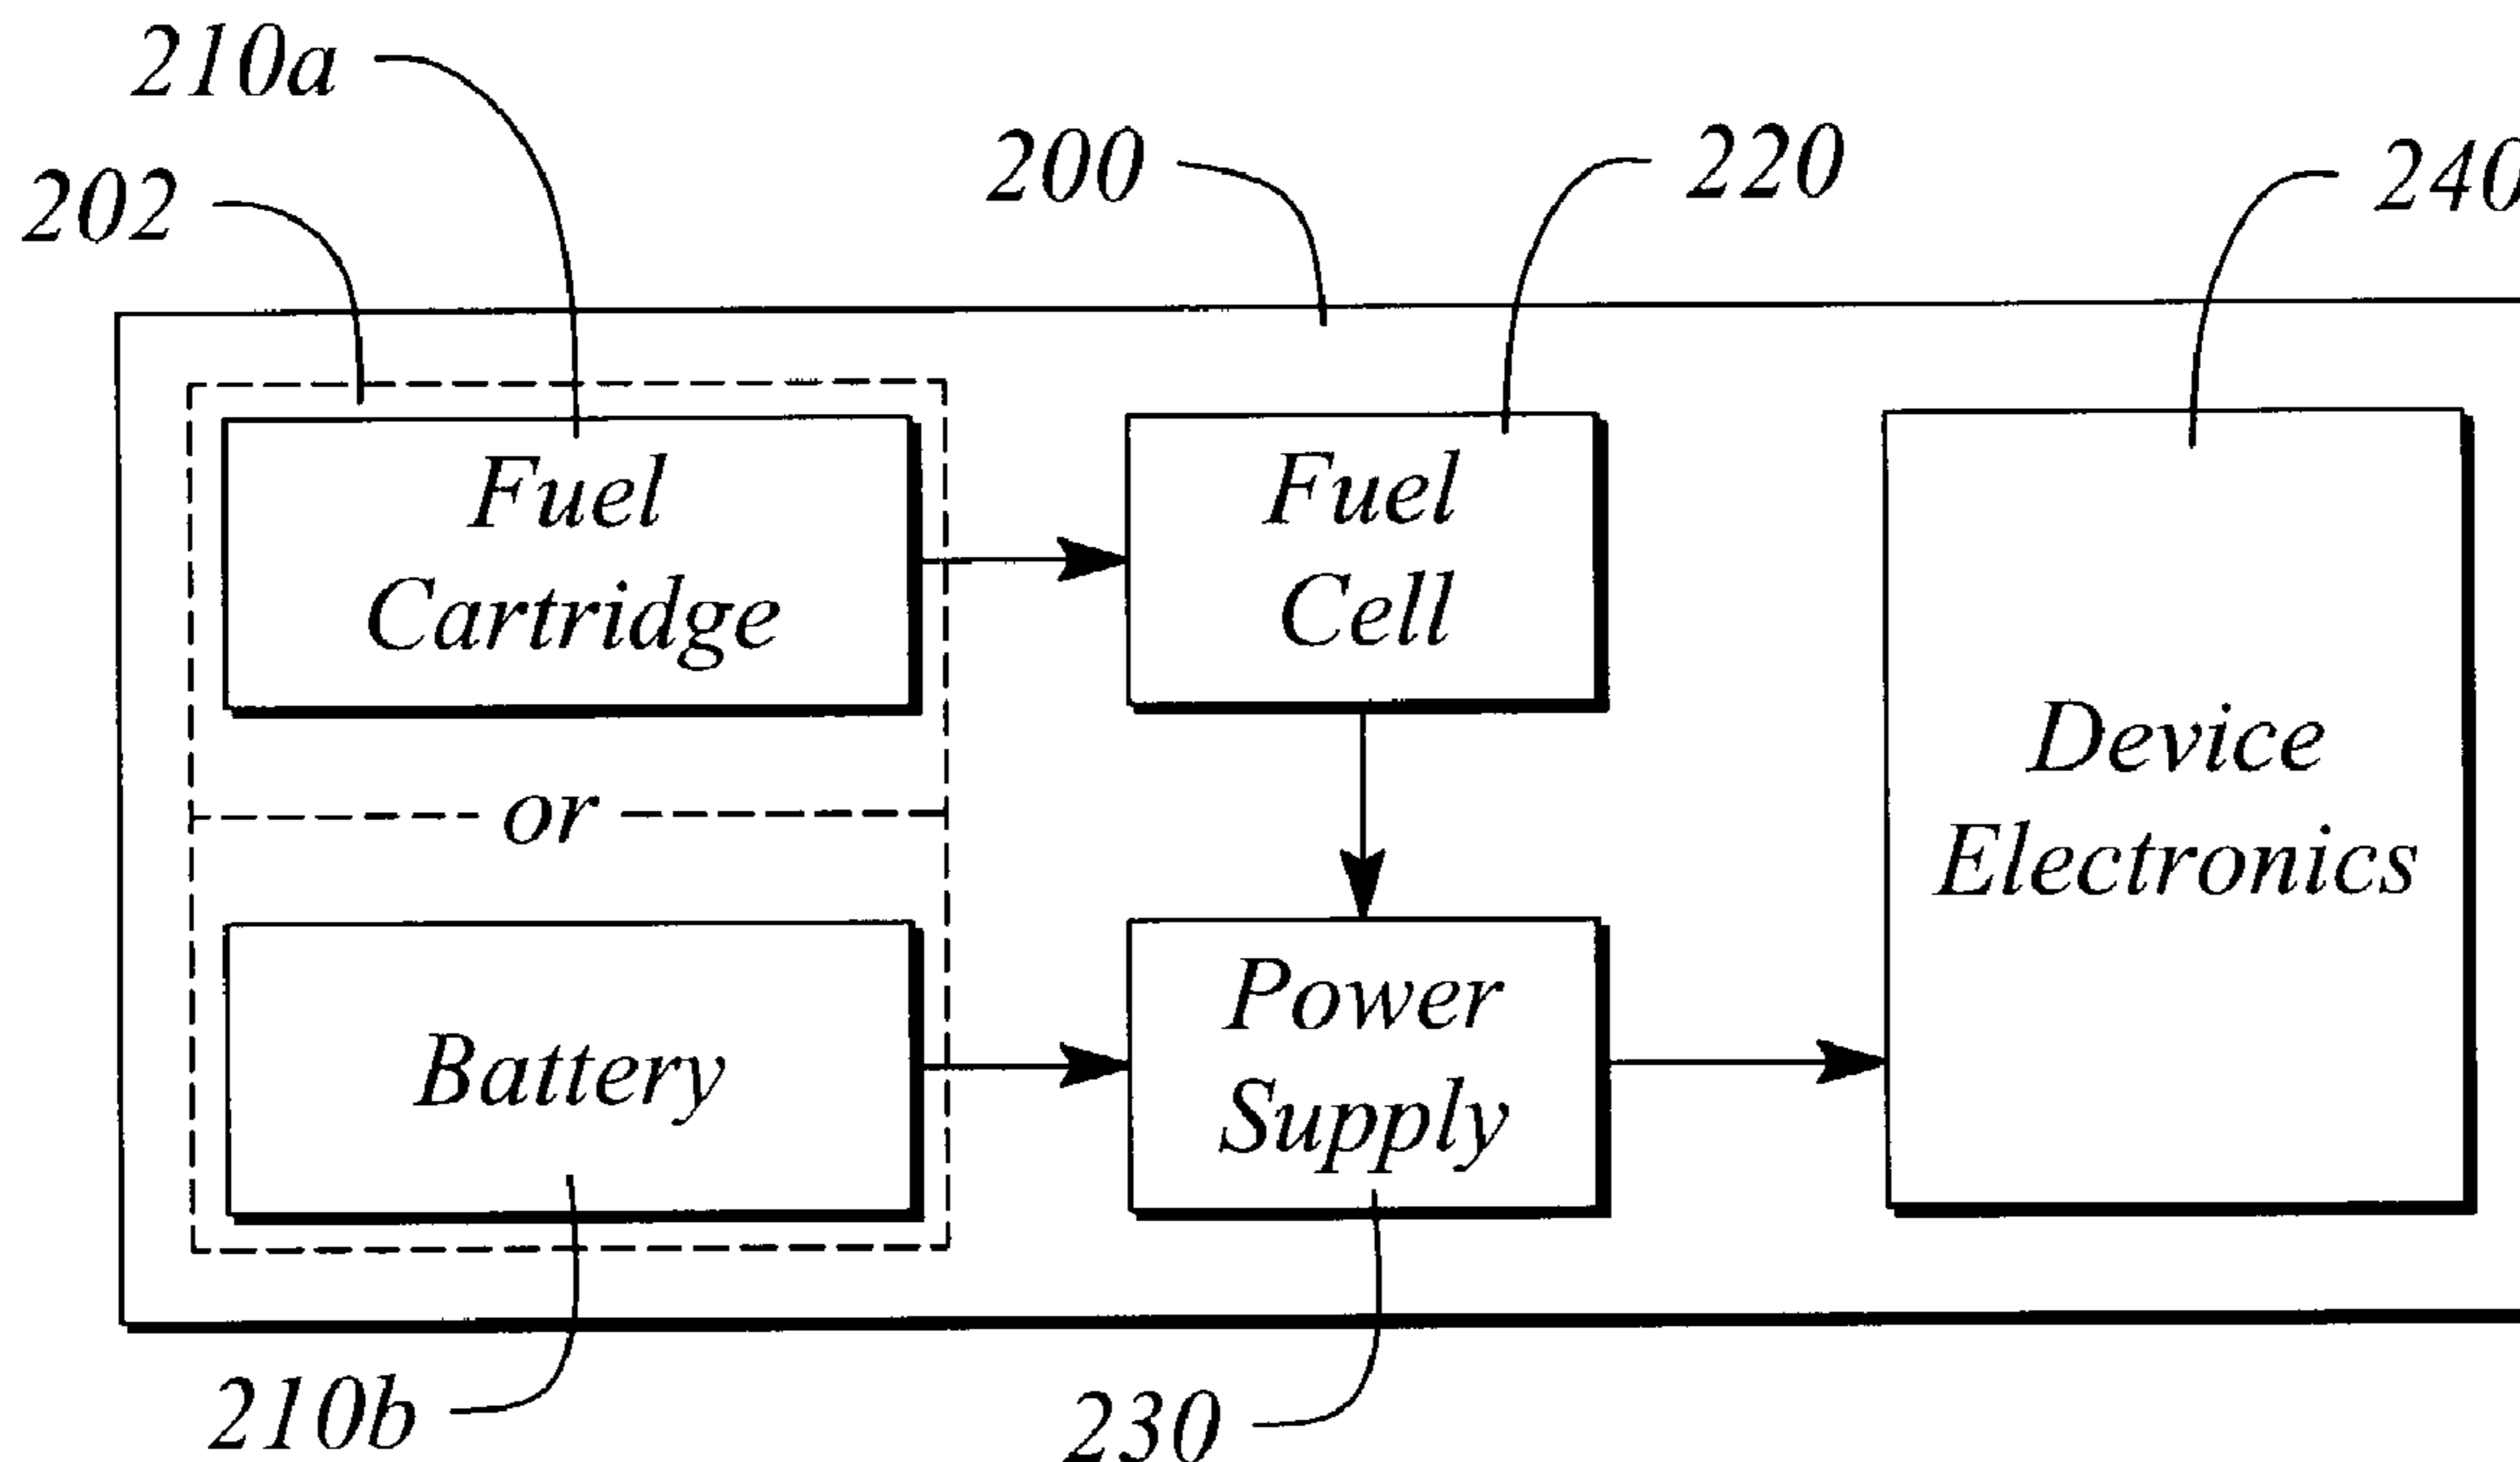 210a
202
200
220
240
Fuel
Cartridge
Fuel
Cell
Device
Electronics
or
Battery
Power
Supply
210b
230